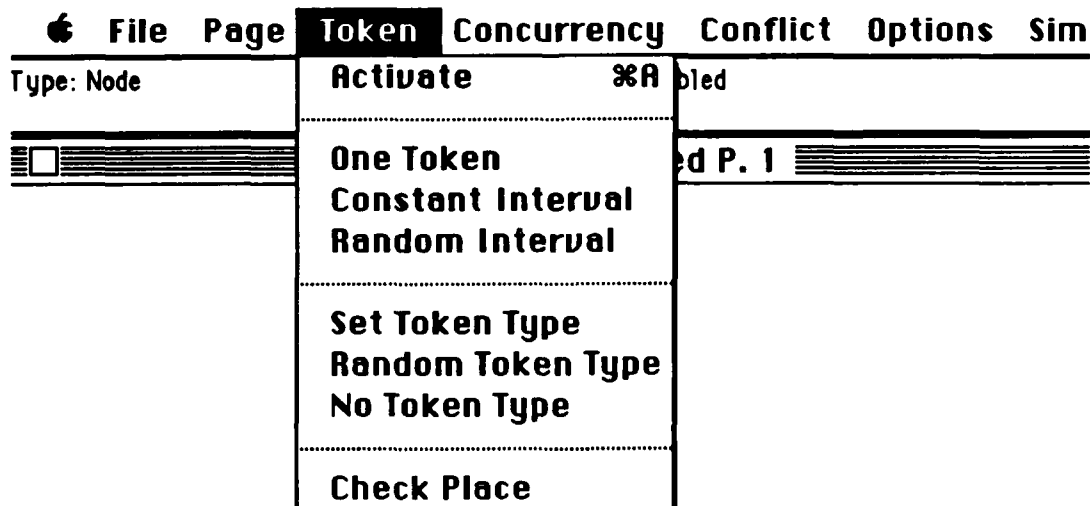 File Page Token Concurrency Conflict Options Sim
Type: Node bled
ed P. 1
Activate ⌘A
One Token
Constant Interval
Random Interval
Set Token Type
Random Token Type
No Token Type
Check Place